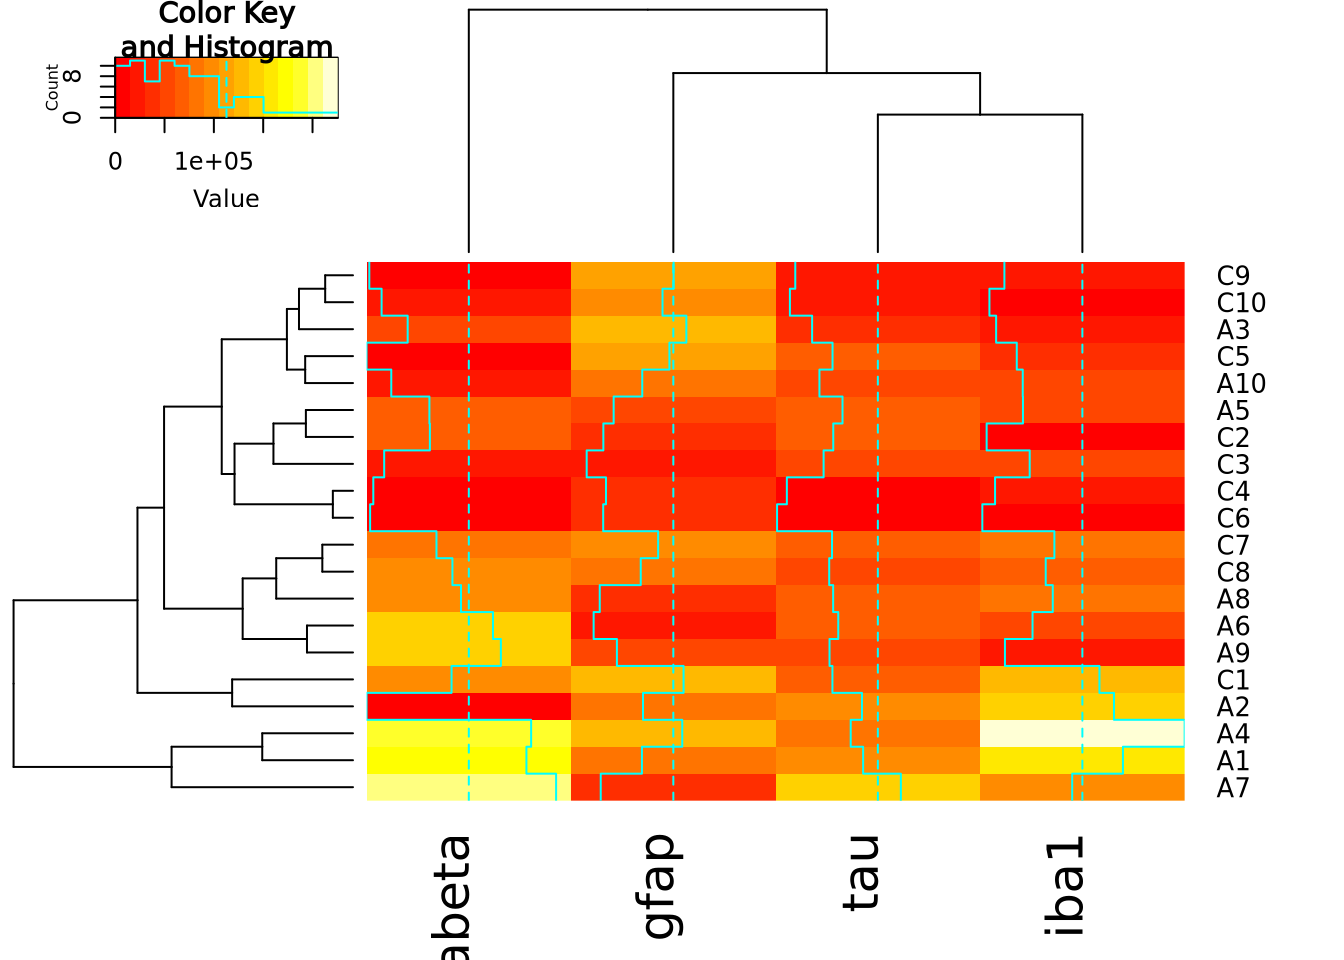 Color Key
and Histogram
Count
0 8
0 1e+05
Value
C9
C10
A3
C5
A10
A5
C2
C3
C4
C6
C7
C8
A8
A6
A9
C1
A2
A4
A1
A7
abeta gfap tau iba1